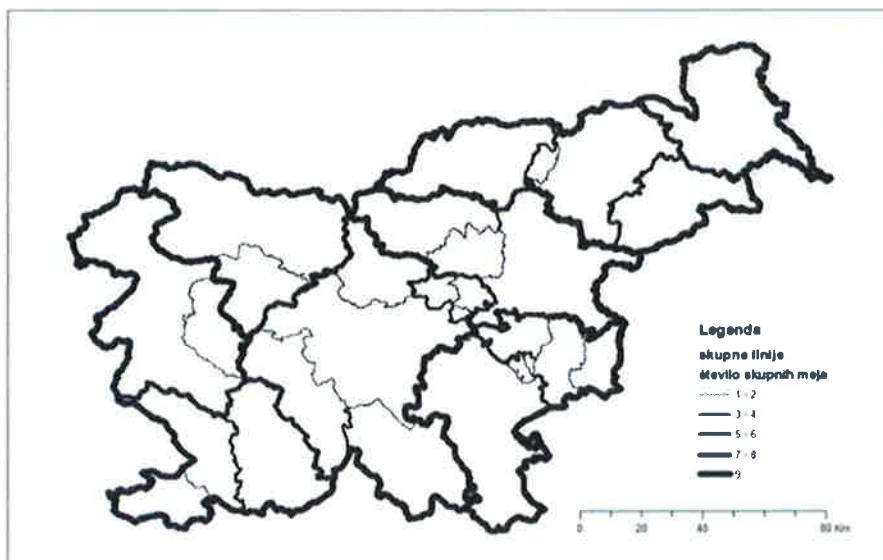 Legenda
skupne linije
število skupnih meja
1 - 2
3 - 4
5 - 6
7 - 8
9
0 20 40 80 Km